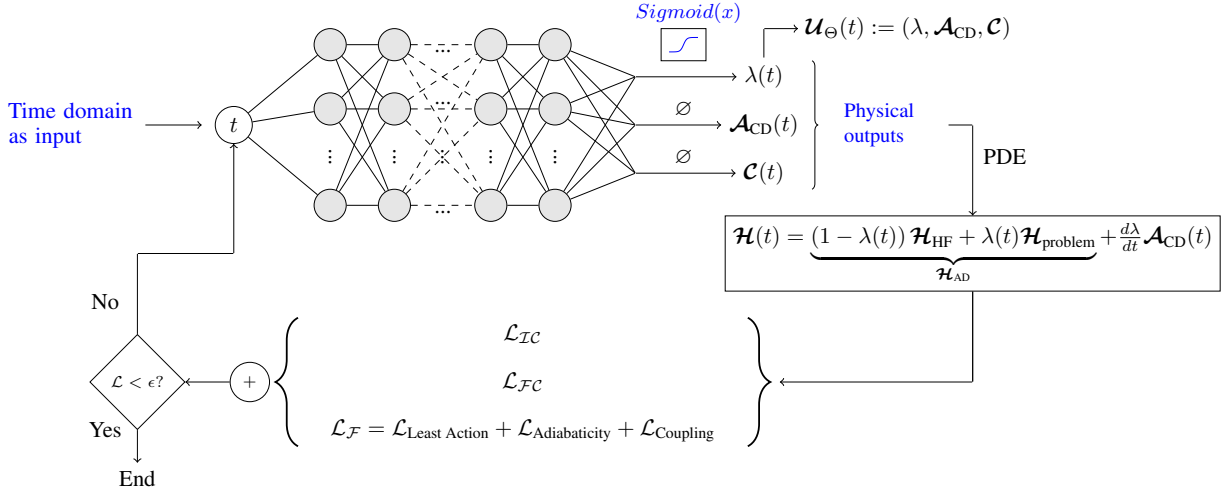 Sigmoid(x)
𝓤_Θ(t) := (λ, 𝓐_CD, 𝓒)
...
λ(t)
Time domain
as input
t
...
∅
𝓐_CD(t)
Physical
outputs
⋮ ⋮ ⋮ ⋮
∅
𝓒(t)
PDE
...
𝓗(t) = (1 − λ(t)) 𝓗_HF + λ(t)𝓗_problem + dλ/dt 𝓐_CD(t)
𝓗_AD
No
ℒ_ℐ𝒞
ℒ < ϵ?
+
ℒ_ℱ𝒞
Yes
ℒ_ℱ = ℒ_Least Action + ℒ_Adiabaticity + ℒ_Coupling
End